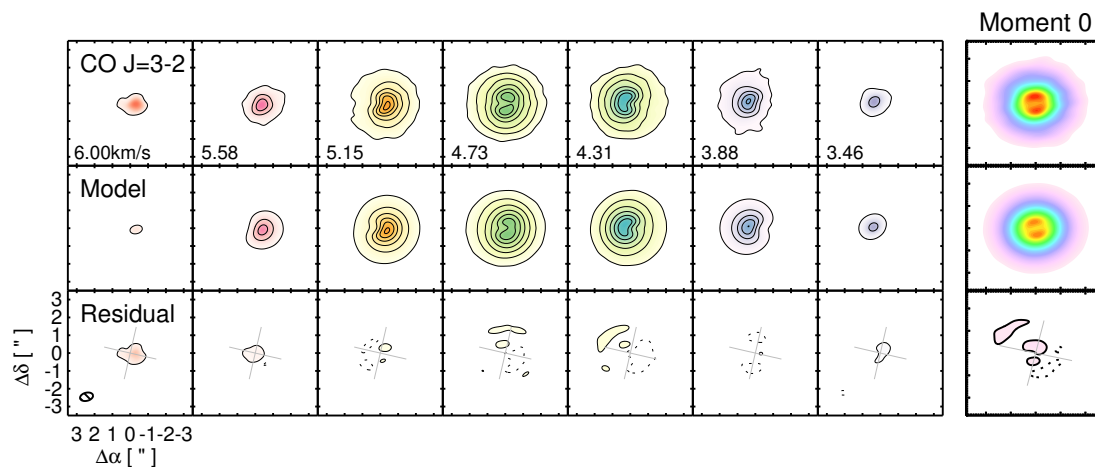 Moment 0
CO J=3-2
6.00km/s 5.58 5.15 4.73 4.31 3.88 3.46
Model
Residual
3
2
1
0
-1
-2
-3
Δδ ["]
3 2 1 0 -1 -2 -3
Δα ["]